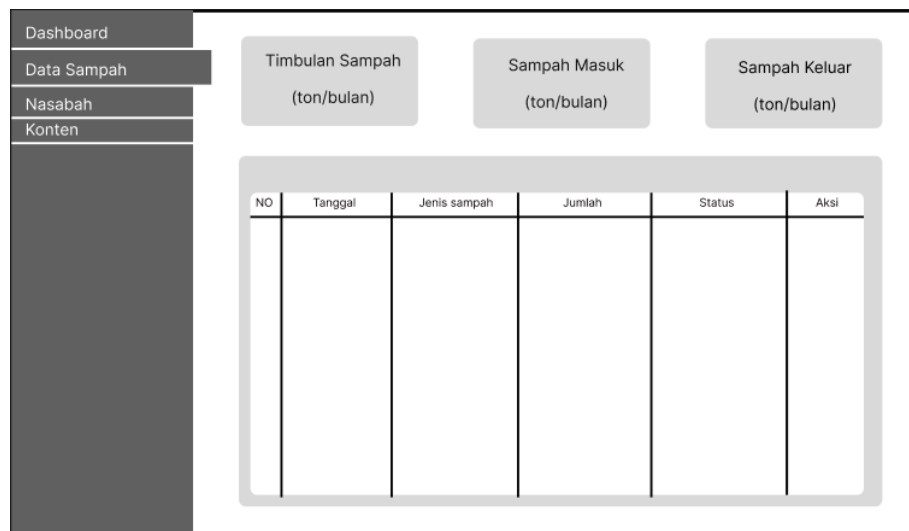 Dashboard
Data Sampah
Nasabah
Konten
Timbulan Sampah
(ton/bulan)
Sampah Masuk
(ton/bulan)
Sampah Keluar
(ton/bulan)
NO Tanggal Jenis sampah Jumlah Status Aksi